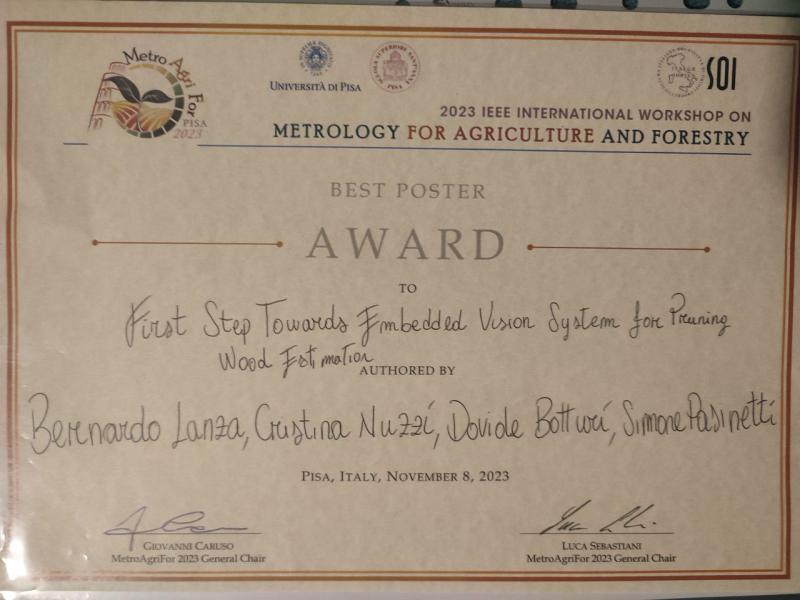 Metro Agri For
PISA
2023
UNIVERSITÀ DI PISA
SOI
2023 IEEE INTERNATIONAL WORKSHOP ON
METROLOGY FOR AGRICULTURE AND FORESTRY
BEST POSTER
AWARD
TO
First Step Towards Embedded Vision System for Pruning
Wood Estimation
AUTHORED BY
Bernardo Lanza, Cristina Nuzzi, Davide Botturi, Simone Pasinetti
PISA, ITALY, NOVEMBER 8, 2023
GIOVANNI CARUSO
MetroAgriFor 2023 General Chair
LUCA SEBASTIANI
MetroAgriFor 2023 General Chair